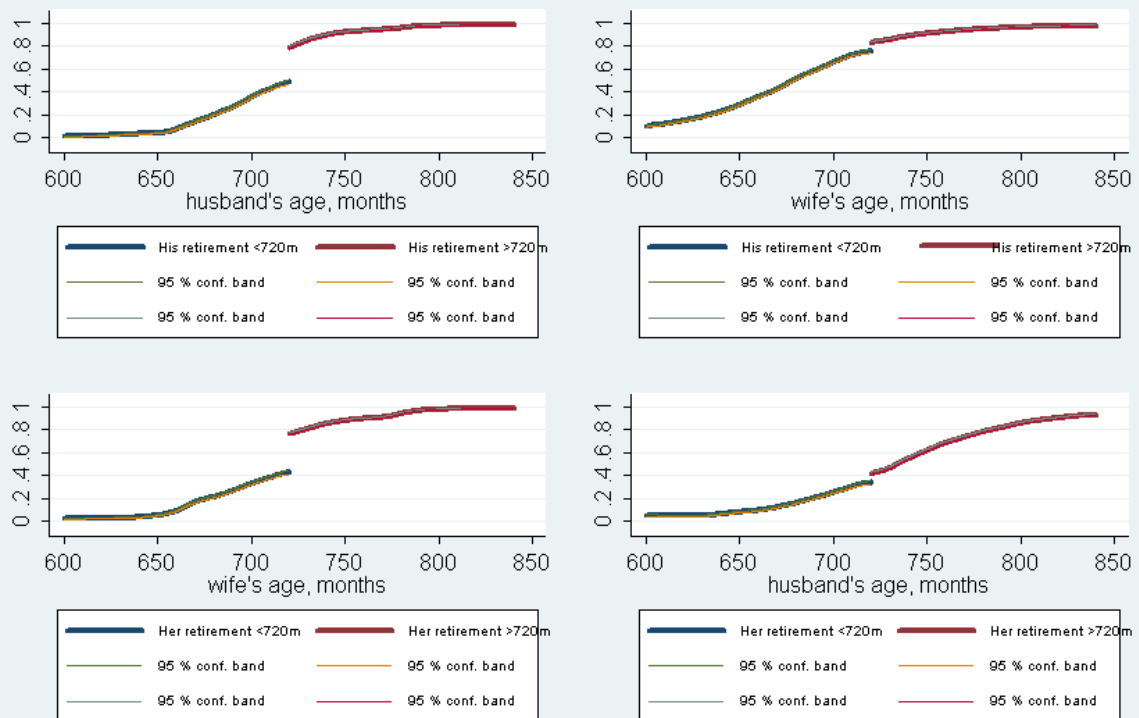 0 .2 .4 .6 .8 1
600 650 700 750 800 850
husband's age, months
His retirement <720m His retirement >720m
95 % conf. band 95 % conf. band
95 % conf. band 95 % conf. band
0 .2 .4 .6 .8 1
600 650 700 750 800 850
wife's age, months
His retirement <720m His retirement >720m
95 % conf. band 95 % conf. band
95 % conf. band 95 % conf. band
0 .2 .4 .6 .8 1
600 650 700 750 800 850
wife's age, months
Her retirement <720m Her retirement >720m
95 % conf. band 95 % conf. band
95 % conf. band 95 % conf. band
0 .2 .4 .6 .8 1
600 650 700 750 800 850
husband's age, months
Her retirement <720m Her retirement >720m
95 % conf. band 95 % conf. band
95 % conf. band 95 % conf. band